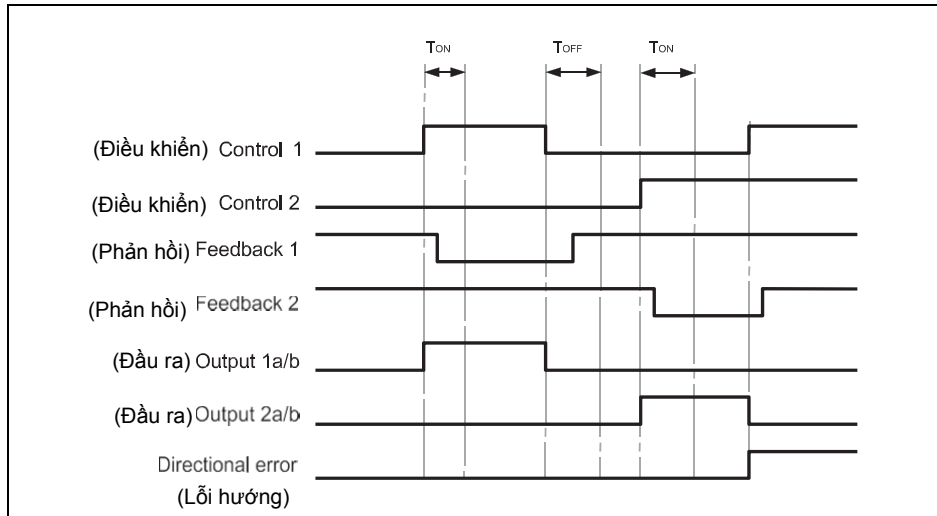 TON TOFF TON
(Điều khiển) Control 1
(Điều khiển) Control 2
(Phản hồi) Feedback 1
(Phản hồi) Feedback 2
(Đầu ra) Output 1a/b
(Đầu ra) Output 2a/b
Directional error
(Lỗi hướng)